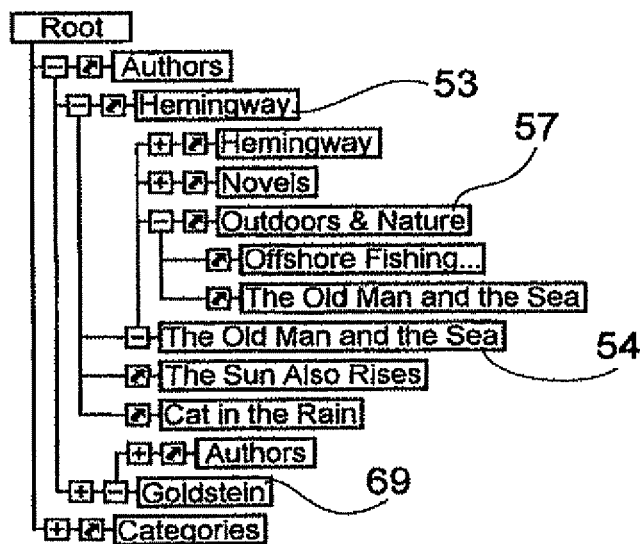 Root
Authors
Hemingway 53
Hemingway 57
Novels
Outdoors & Nature
Offshore Fishing...
The Old Man and the Sea
The Old Man and the Sea 54
The Sun Also Rises
Cat in the Rain
Authors
Goldstein 69
Categories